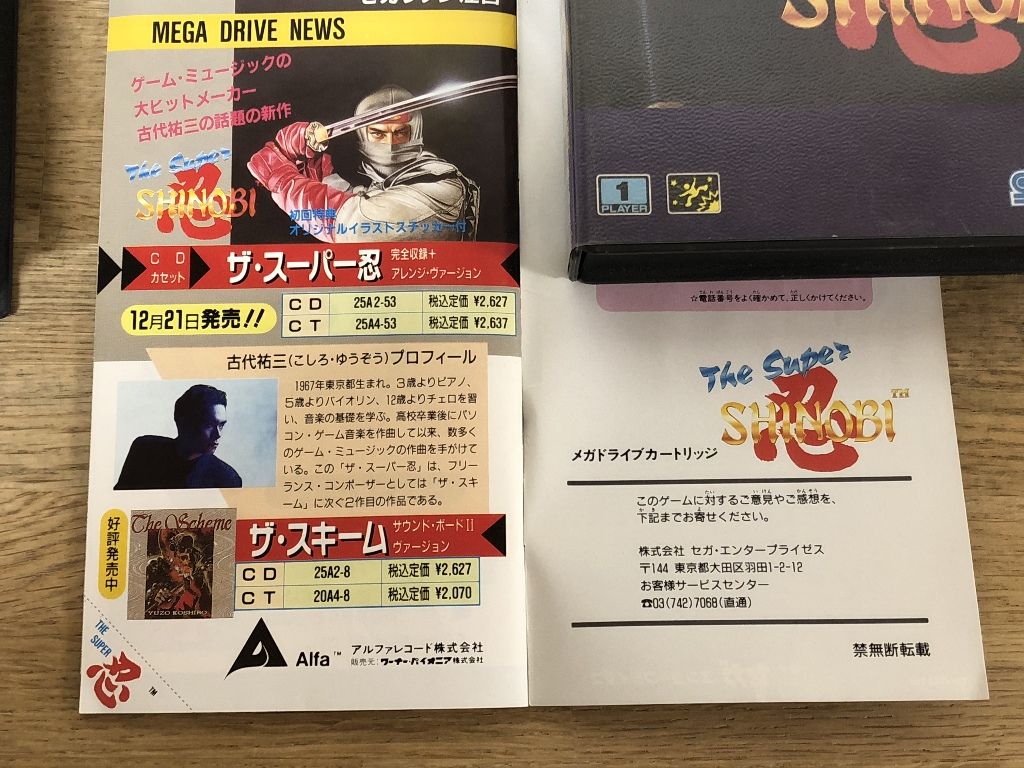 MEGA DRIVE NEWS
ゲーム・ミュージックの
大ヒットメーカー
古代祐三の話題の新作
The Super
SHINOBI
忍
初回特典
オリジナルイラストステッカー付
CD
カセット
ザ・スーパー忍
完全収録+
アレンジ・ヴァージョン
12月21日発売!!
CD 25A2-53 税込定価 ¥2,627
CT 25A4-53 税込定価 ¥2,637
古代祐三(こしろ・ゆうぞう)プロフィール
1967年東京都生まれ。3歳よりピアノ、
5歳よりバイオリン、12歳よりチェロを習
い、音楽の基礎を学ぶ。高校卒業後にパソ
コン・ゲーム音楽を作曲して以来、数多く
のゲーム・ミュージックの作曲を手がけて
いる。この「ザ・スーパー忍」は、フリー
ランス・コンポーザーとしては「ザ・スキ
ーム」に次ぐ2作目の作品である。
好評発売中
The Scheme
YUZO KOSHIRO
ザ・スキーム
サウンド・ボードII
ヴァージョン
CD 25A2-8 税込定価 ¥2,627
CT 20A4-8 税込定価 ¥2,070
THE SUPER
忍
TM
Alfa™
アルファレコード株式会社
販売元:ワーナー・パイオニア株式会社
SHINOBI
忍
1
PLAYER
☆電話番号をよく確かめて、正しくかけてください。
The Super
SHINOBI™
忍
メガドライブカートリッジ
このゲームに対するご意見やご感想を、
下記までお寄せください。
株式会社 セガ・エンタープライゼス
〒144 東京都大田区羽田1-2-12
お客様サービスセンター
☎03(742)7068(直通)
禁無断転載